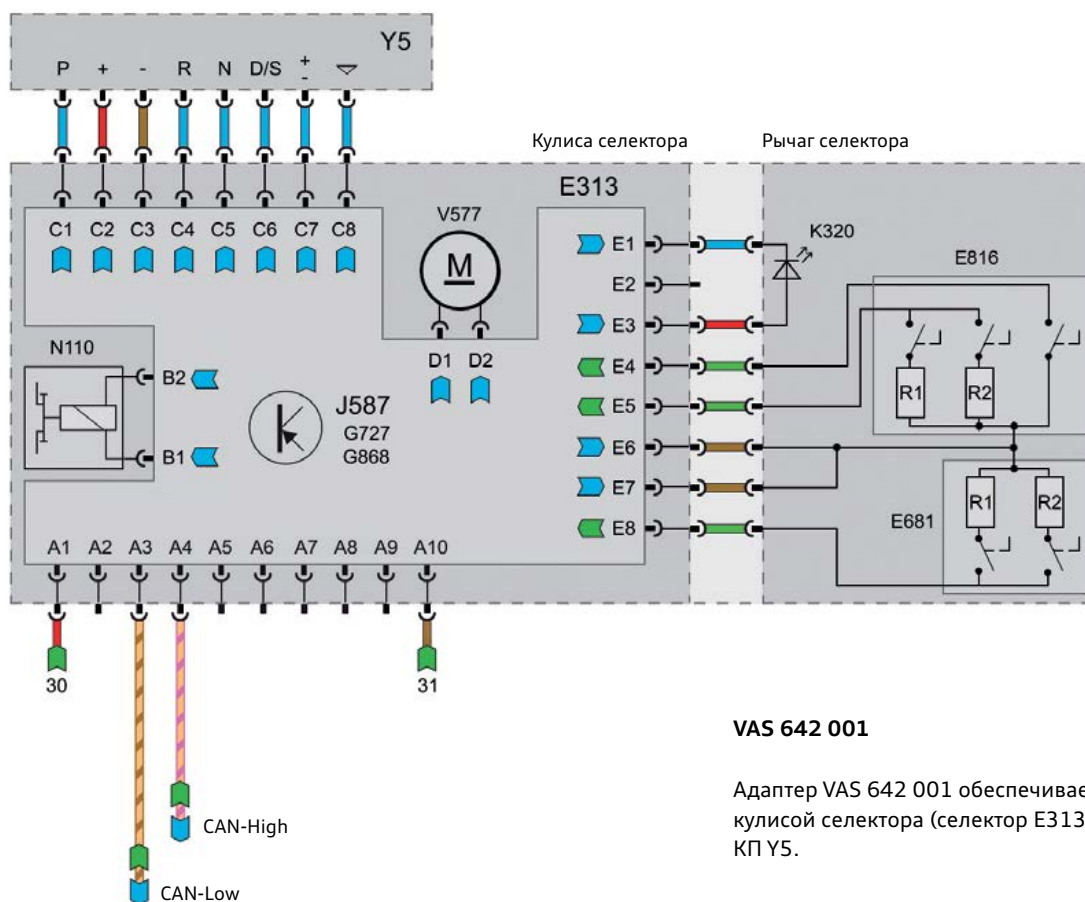 Y5
P + - R N D/S + -
Кулиса селектора Рычаг селектора
E313
C1 C2 C3 C4 C5 C6 C7 C8
V577
M
E1
K320
E2
E816
E3
N110
D1 D2
E4
B2
J587
E5
R1 R2
G727
G868
E6
B1
E7
E681
R1 R2
E8
A1 A2 A3 A4 A5 A6 A7 A8 A9 A10
30
31
VAS 642 001
Адаптер VAS 642 001 обеспечивае
CAN-High
кулисой селектора (селектор E313
КП Y5.
CAN-Low